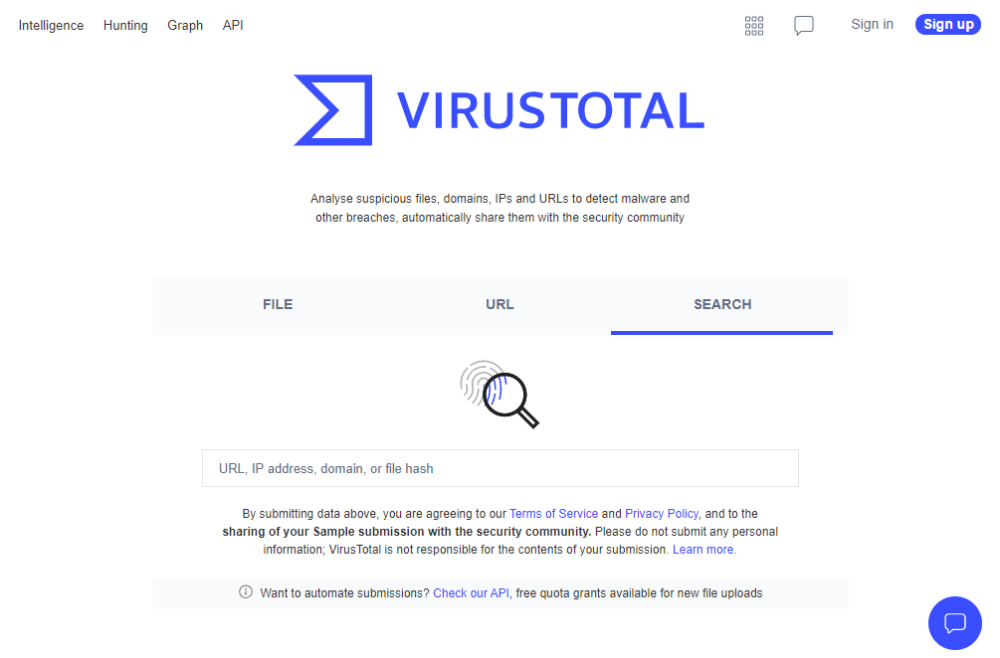 Intelligence Hunting Graph API Sign in Sign up
VIRUSTOTAL
Analyse suspicious files, domains, IPs and URLs to detect malware and
other breaches, automatically share them with the security community
FILE URL SEARCH
URL, IP address, domain, or file hash
By submitting data above, you are agreeing to our Terms of Service and Privacy Policy, and to the
sharing of your Sample submission with the security community. Please do not submit any personal
information; VirusTotal is not responsible for the contents of your submission. Learn more.
Want to automate submissions? Check our API, free quota grants available for new file uploads